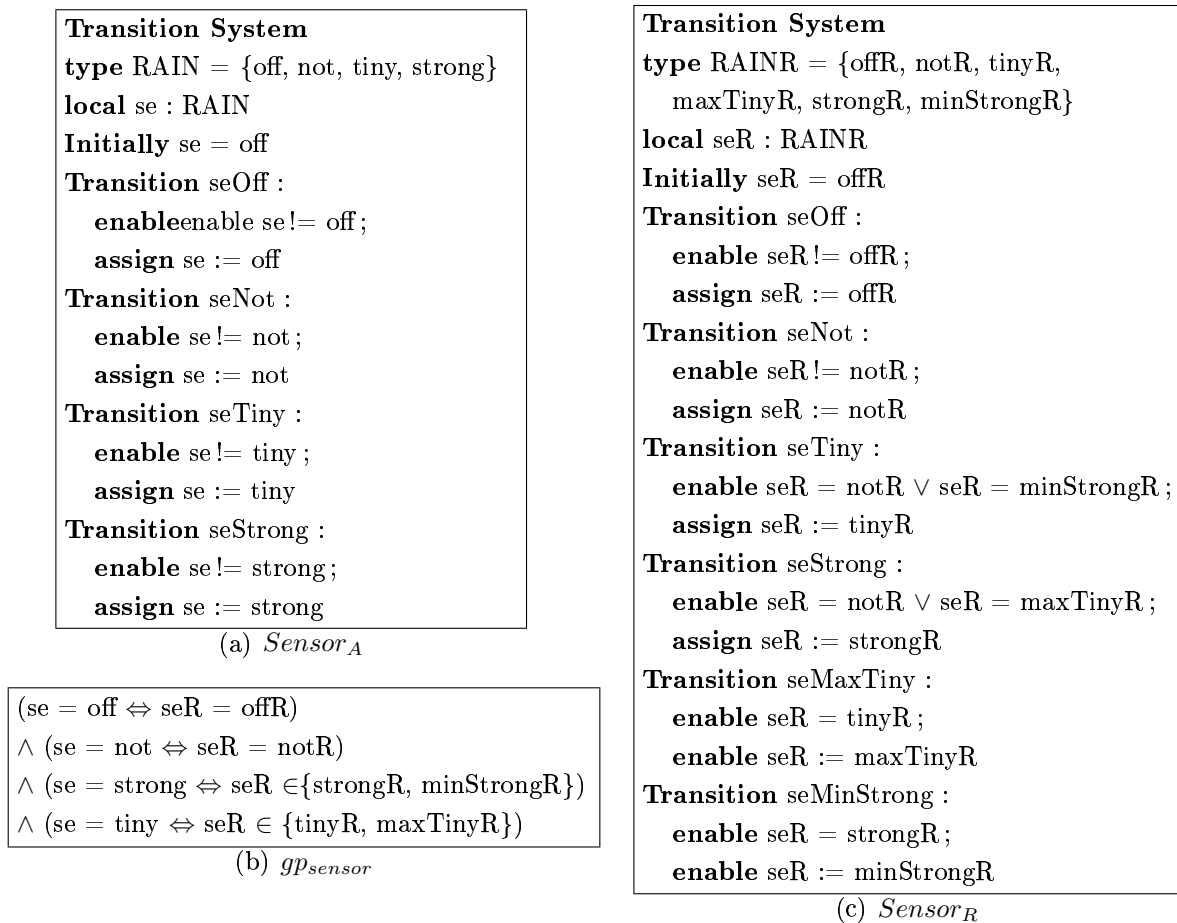 Transition System
type RAIN = {off, not, tiny, strong}
local se : RAIN
Initially se = off
Transition seOff :
enableenable se != off ;
assign se := off
Transition seNot :
enable se != not ;
assign se := not
Transition seTiny :
enable se != tiny ;
assign se := tiny
Transition seStrong :
enable se != strong ;
assign se := strong
(a) Sensor_A
(se = off ⇔ seR = offR)
∧ (se = not ⇔ seR = notR)
∧ (se = strong ⇔ seR ∈{strongR, minStrongR})
∧ (se = tiny ⇔ seR ∈ {tinyR, maxTinyR})
(b) gp_sensor
Transition System
type RAINR = {offR, notR, tinyR,
maxTinyR, strongR, minStrongR}
local seR : RAINR
Initially seR = offR
Transition seOff :
enable seR != offR ;
assign seR := offR
Transition seNot :
enable seR != notR ;
assign seR := notR
Transition seTiny :
enable seR = notR ∨ seR = minStrongR ;
assign seR := tinyR
Transition seStrong :
enable seR = notR ∨ seR = maxTinyR ;
assign seR := strongR
Transition seMaxTiny :
enable seR = tinyR ;
enable seR := maxTinyR
Transition seMinStrong :
enable seR = strongR ;
enable seR := minStrongR
(c) Sensor_R